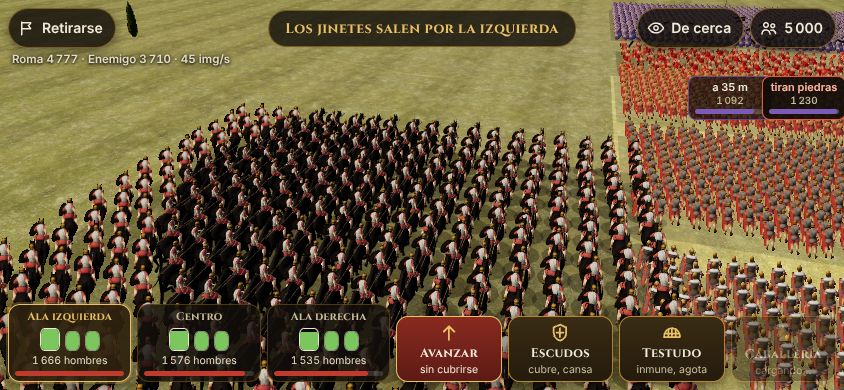 Retirarse
LOS JINETES SALEN POR LA IZQUIERDA
De cerca
5 000
Roma 4 777 · Enemigo 3 710 · 45 img/s
a 35 m
1 092
tiran piedras
1 230
ALA IZQUIERDA
1 666 hombres
CENTRO
1 576 hombres
ALA DERECHA
1 535 hombres
AVANZAR
sin cubrirse
ESCUDOS
cubre, cansa
TESTUDO
inmune, agota
CABALLERÍA
cargando…